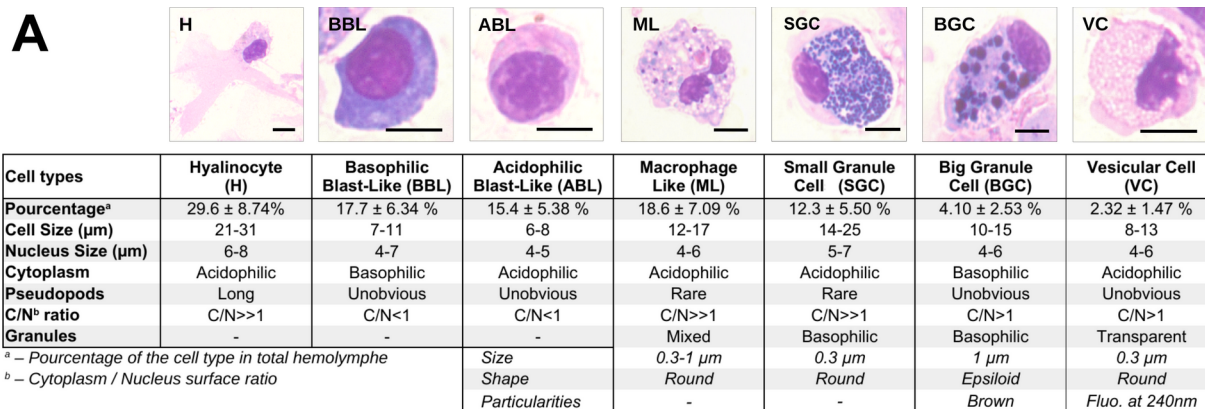 A
H BBL ABL ML SGC BGC VC
Cell types Hyalinocyte (H) Basophilic Blast-Like (BBL) Acidophilic Blast-Like (ABL) Macrophage Like (ML) Small Granule Cell (SGC) Big Granule Cell (BGC) Vesicular Cell (VC)
Pourcentageᵃ 29.6 ± 8.74% 17.7 ± 6.34 % 15.4 ± 5.38 % 18.6 ± 7.09 % 12.3 ± 5.50 % 4.10 ± 2.53 % 2.32 ± 1.47 %
Cell Size (µm) 21-31 7-11 6-8 12-17 14-25 10-15 8-13
Nucleus Size (µm) 6-8 4-7 4-5 4-6 5-7 4-6 4-6
Cytoplasm Acidophilic Basophilic Acidophilic Acidophilic Acidophilic Basophilic Acidophilic
Pseudopods Long Unobvious Unobvious Rare Rare Unobvious Unobvious
C/Nᵇ ratio C/N>>1 C/N<1 C/N<1 C/N>>1 C/N>>1 C/N>1 C/N>1
Granules - - - Mixed Basophilic Basophilic Transparent
ᵃ – Pourcentage of the cell type in total hemolymphe Size 0.3-1 µm 0.3 µm 1 µm 0.3 µm
ᵇ – Cytoplasm / Nucleus surface ratio Shape Round Round Epsiloid Round
Particularities - - Brown Fluo. at 240nm